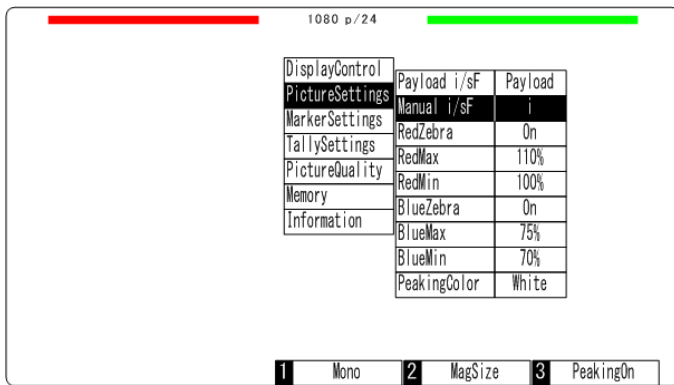 1080 p/24
DisplayControl
PictureSettings
MarkerSettings
TallySettings
PictureQuality
Memory
Information
Payload i/sF Payload
Manual i/sF i
RedZebra On
RedMax 110%
RedMin 100%
BlueZebra On
BlueMax 75%
BlueMin 70%
PeakingColor White
1 Mono 2 MagSize 3 PeakingOn